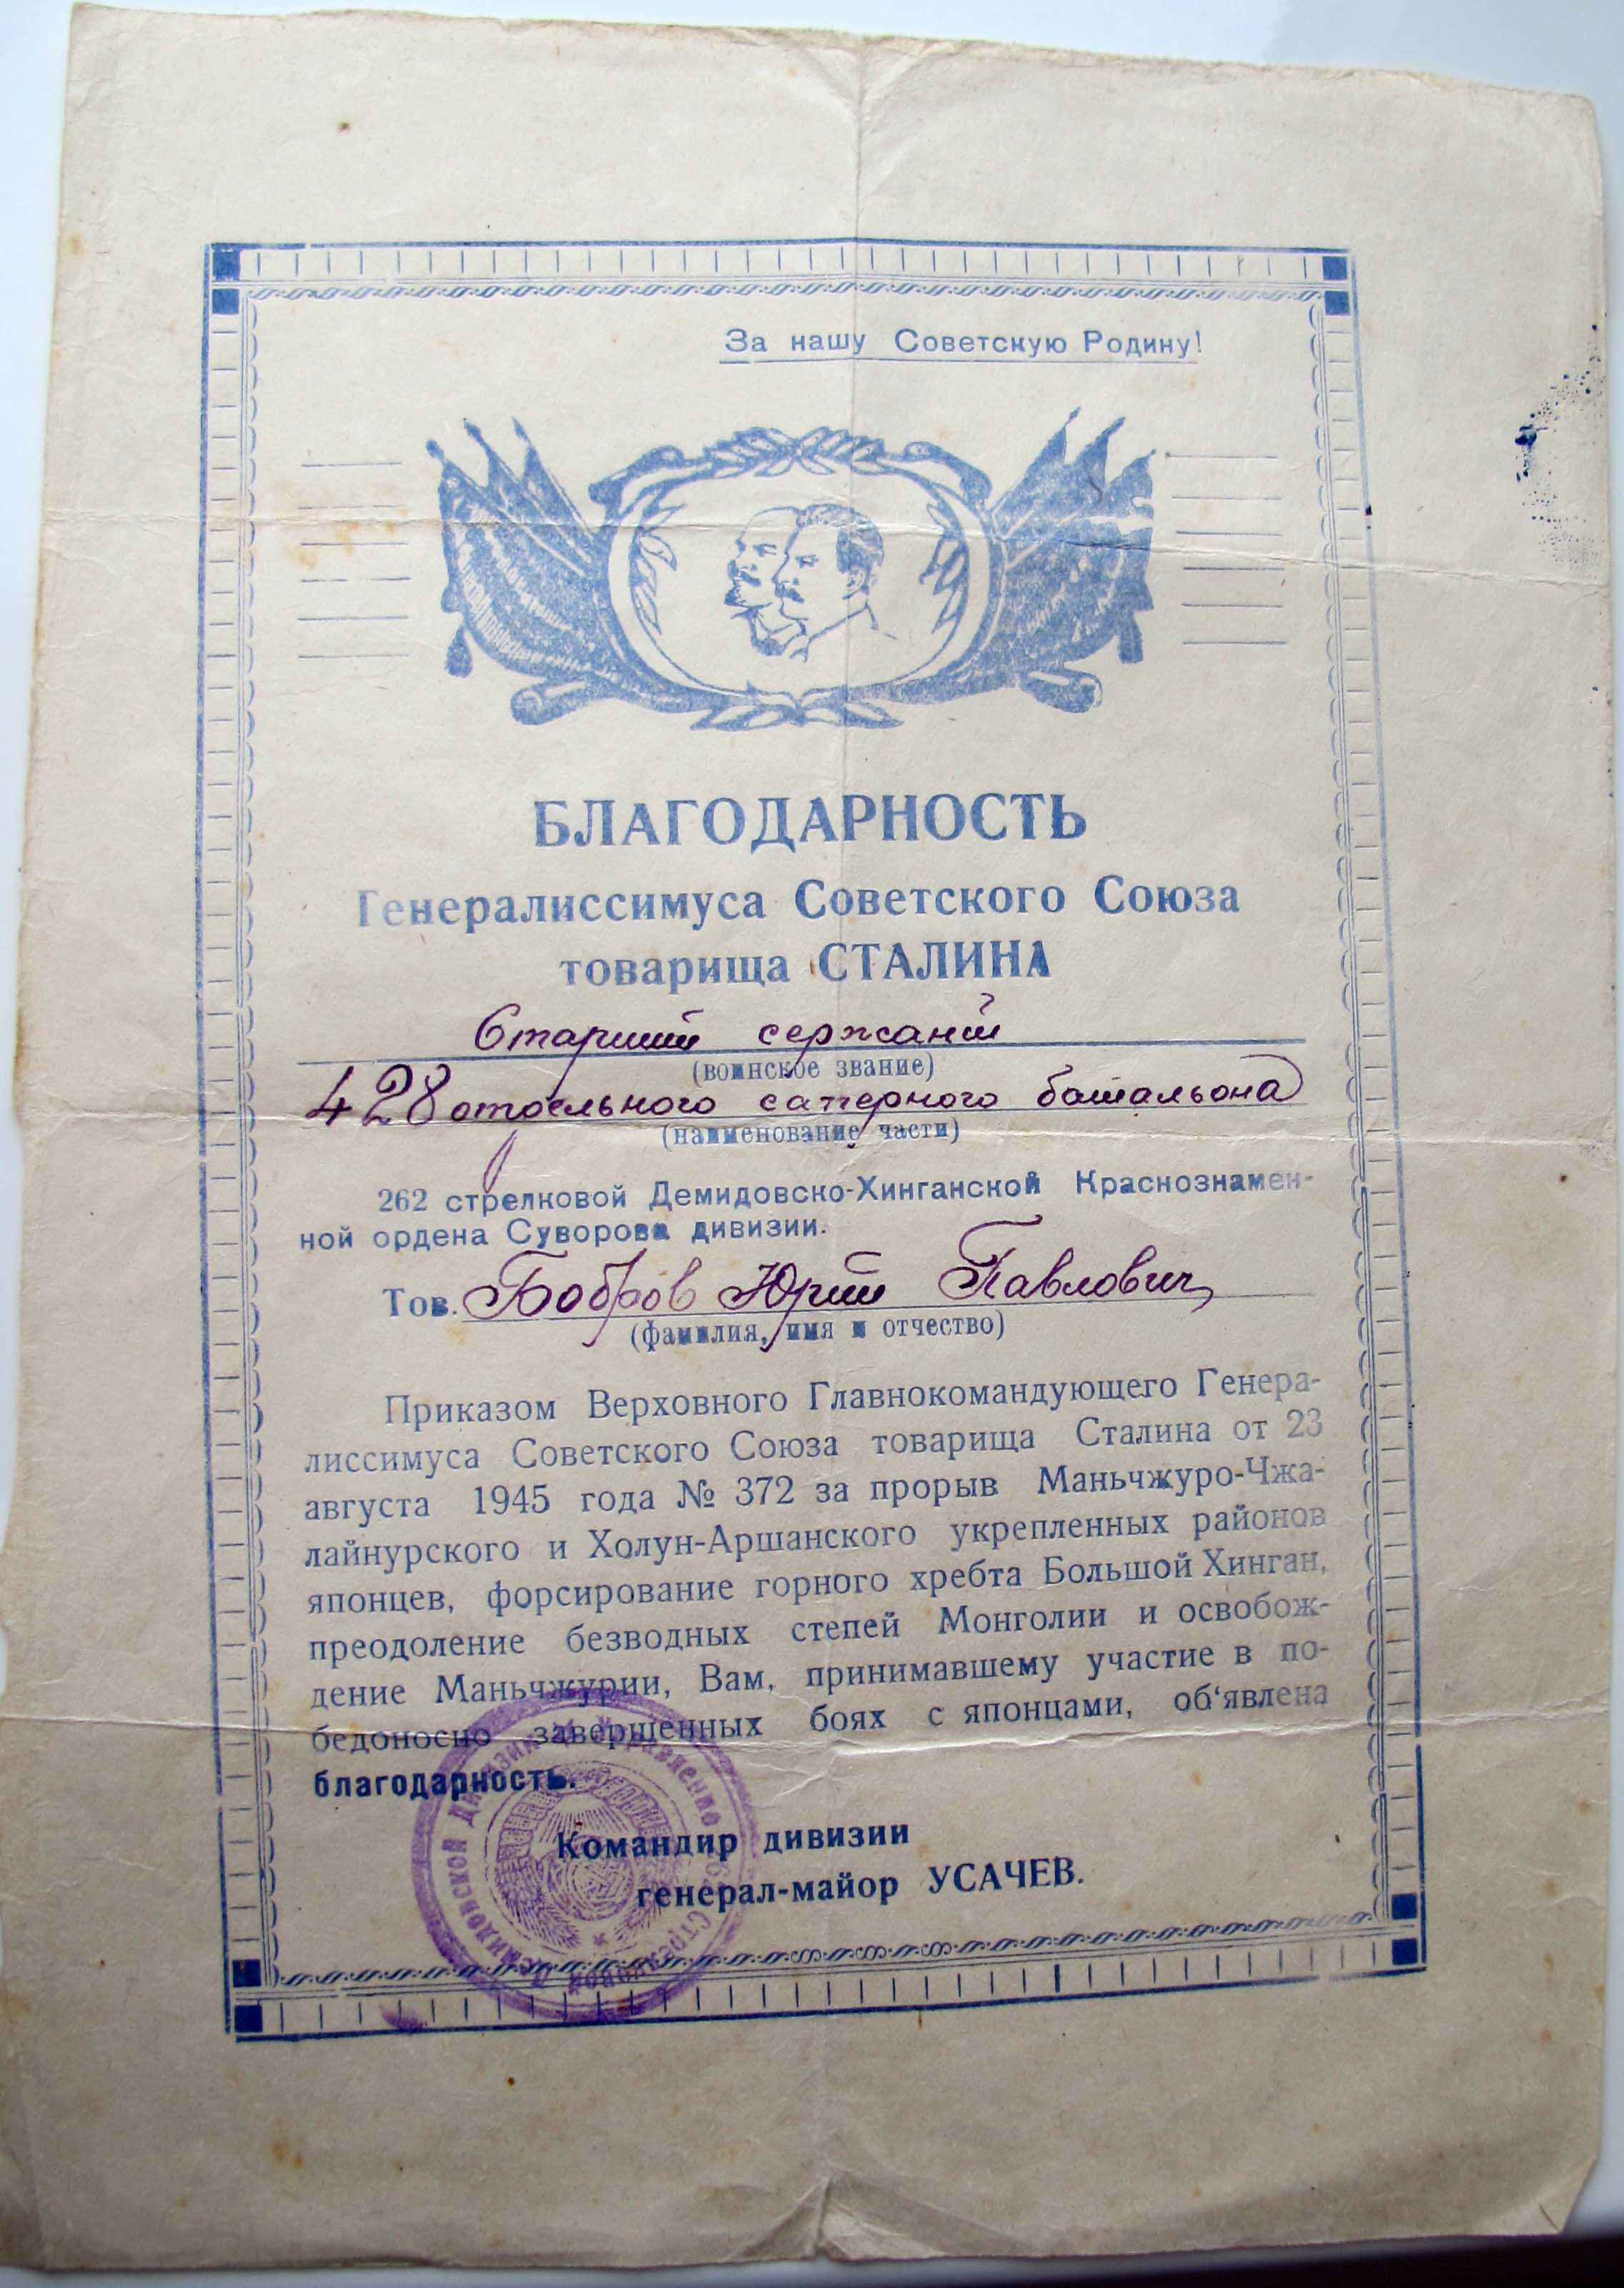 За нашу Советскую Родину!
БЛАГОДАРНОСТЬ
Генералиссимуса Советского Союза
товарища СТАЛИНА
Старший сержант
(воинское звание)
428 отдельного саперного батальона
(наименование части)
262 стрелковой Демидовско-Хинганской Краснознамен-
ной ордена Суворова дивизии.
Тов. Бобров Юрий Павлович
(фамилия, имя и отчество)
Приказом Верховного Главнокомандующего Генера-
лиссимуса Советского Союза товарища Сталина от 23
августа 1945 года № 372 за прорыв Маньчжуро-Чжа-
лайнурского и Холун-Аршанского укрепленных районов
японцев, форсирование горного хребта Большой Хинган,
преодоление безводных степей Монголии и освобож-
дение Маньчжурии, Вам, принимавшему участие в по-
бедоносно завершенных боях с японцами, об‘явлена
благодарность.
Командир дивизии
генерал-майор УСАЧЕВ.